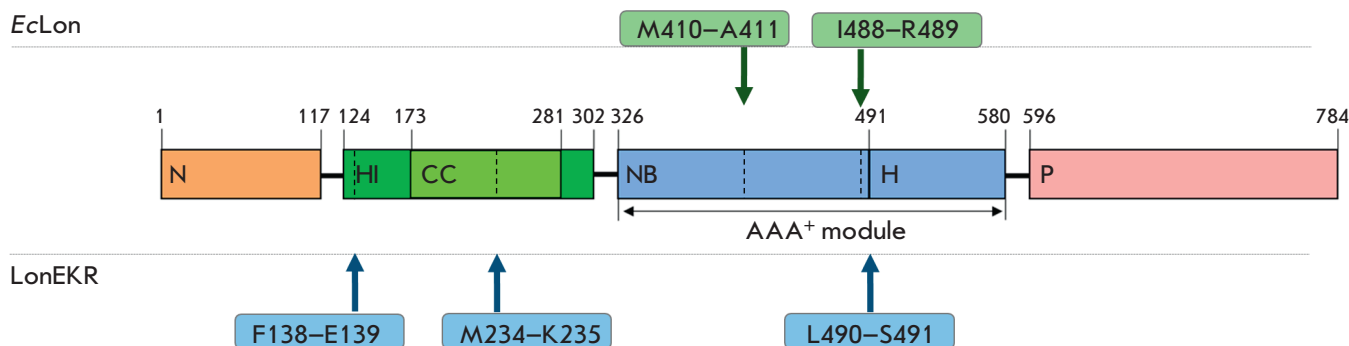 EcLon
M410–A411 I488–R489
1 117 124 173 281 302 326 491 580 596 784
N HI CC NB H P
AAA+ module
LonEKR
F138–E139 M234–K235 L490–S491